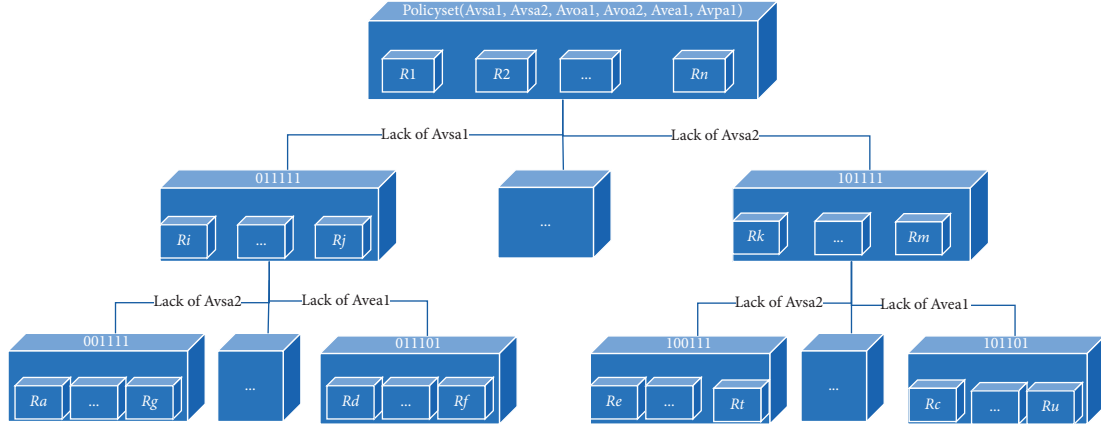 Policyset(Avsa1, Avsa2, Avoa1, Avoa2, Avea1, Avpa1)
R1
R2
...
Rn
Lack of Avsa1
Lack of Avsa2
011111
Ri
...
Rj
...
101111
Rk
...
Rm
Lack of Avsa2
Lack of Avea1
Lack of Avsa2
Lack of Avea1
001111
Ra
...
Rg
...
011101
Rd
...
Rf
100111
Re
...
Rt
...
101101
Rc
...
Ru